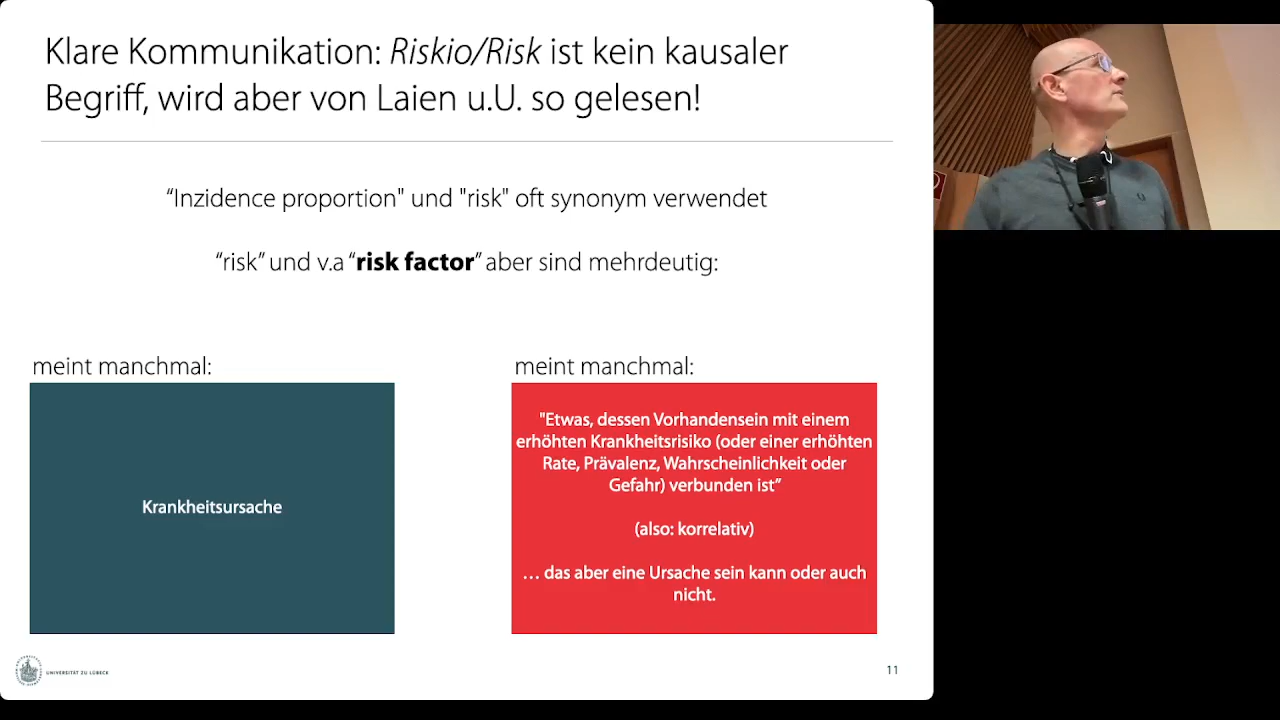 Klare Kommunikation: Riskio/Risk ist kein kausaler
Begriff, wird aber von Laien u.U. so gelesen!
“Inzidence proportion" und "risk" oft synonym verwendet
“risk” und v.a “risk factor” aber sind mehrdeutig:
meint manchmal:
Krankheitsursache
meint manchmal:
"Etwas, dessen Vorhandensein mit einem
erhöhten Krankheitsrisiko (oder einer erhöhten
Rate, Prävalenz, Wahrscheinlichkeit oder
Gefahr) verbunden ist”
(also: korrelativ)
… das aber eine Ursache sein kann oder auch
nicht.
UNIVERSITÄT ZU LÜBECK
11